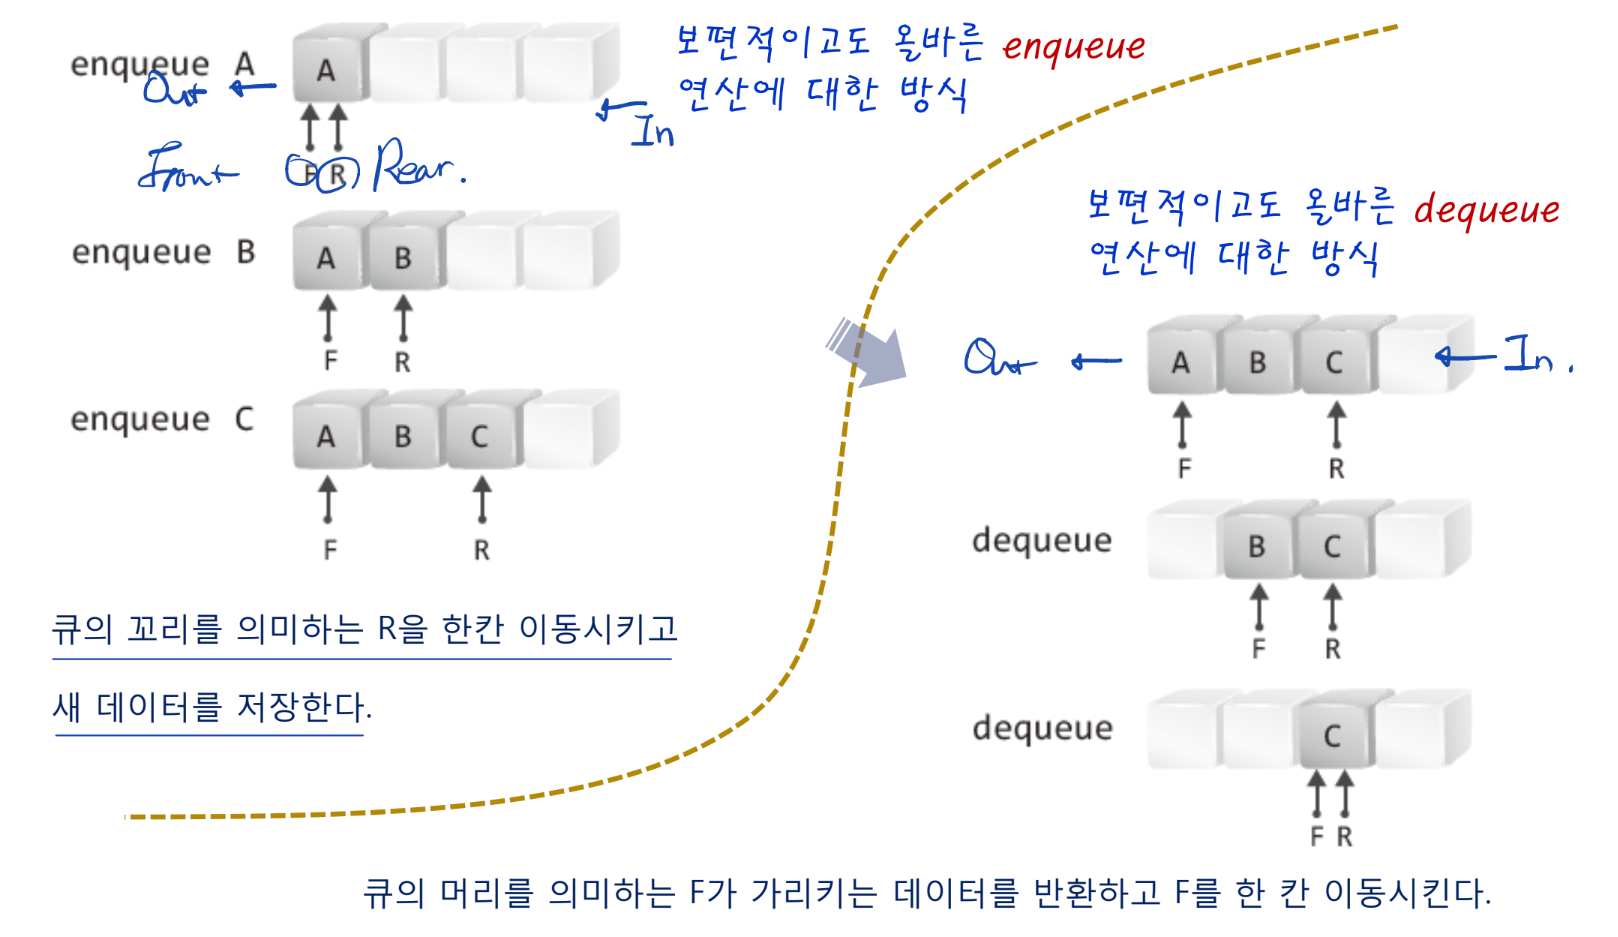 enqueue A
A
Out
In
Front F R Rear.
보편적이고도 올바른 enqueue
연산에 대한 방식
enqueue B
A B
F R
enqueue C
A B C
F R
큐의 꼬리를 의미하는 R을 한칸 이동시키고
새 데이터를 저장한다.
보편적이고도 올바른 dequeue
연산에 대한 방식
Out A B C In.
F R
dequeue
B C
F R
dequeue
C
F R
큐의 머리를 의미하는 F가 가리키는 데이터를 반환하고 F를 한 칸 이동시킨다.